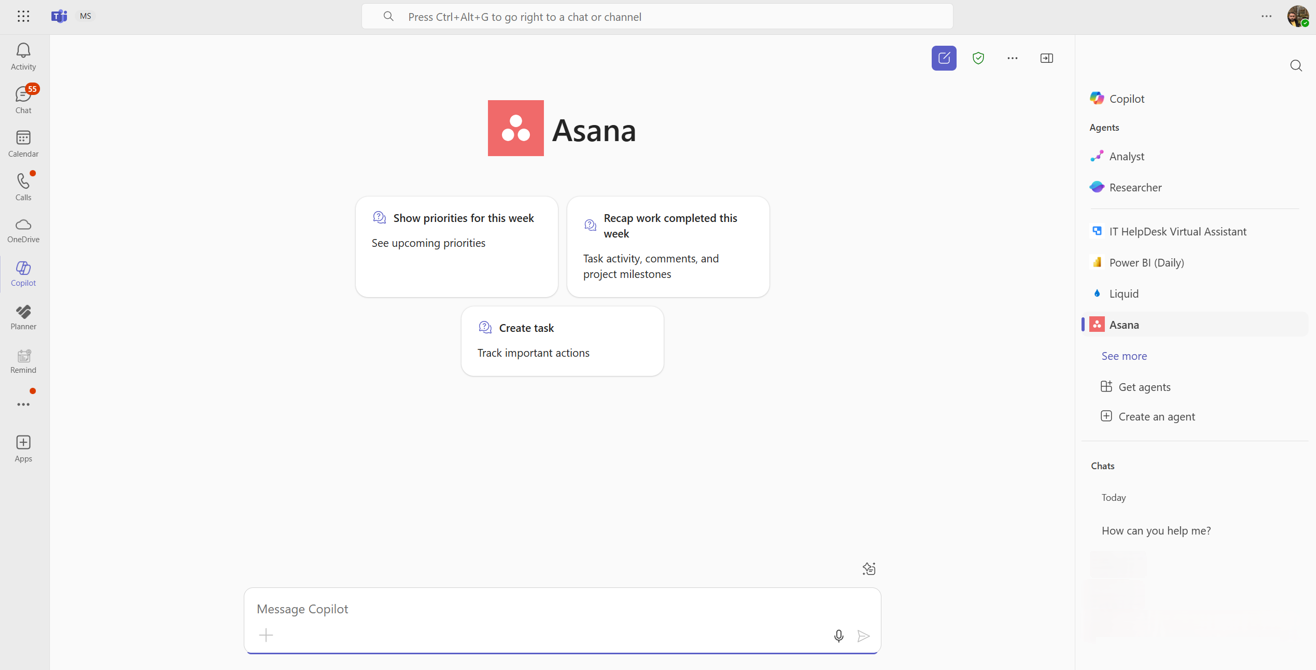 MS
Press Ctrl+Alt+G to go right to a chat or channel
Activity
55
Chat
Calendar
Calls
OneDrive
Copilot
Planner
Remind
Apps
Asana
Show priorities for this week
See upcoming priorities
Recap work completed this
week
Task activity, comments, and
project milestones
Create task
Track important actions
Message Copilot
Copilot
Agents
Analyst
Researcher
IT HelpDesk Virtual Assistant
Power BI (Daily)
Liquid
Asana
See more
Get agents
Create an agent
Chats
Today
How can you help me?